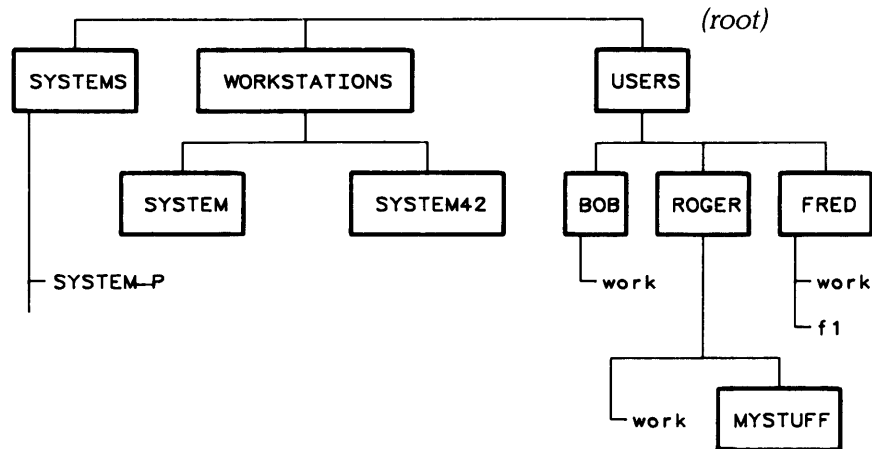 (root)
SYSTEMS WORKSTATIONS USERS
SYSTEM SYSTEM42 BOB ROGER FRED
SYSTEM_P work work
f1
work MYSTUFF